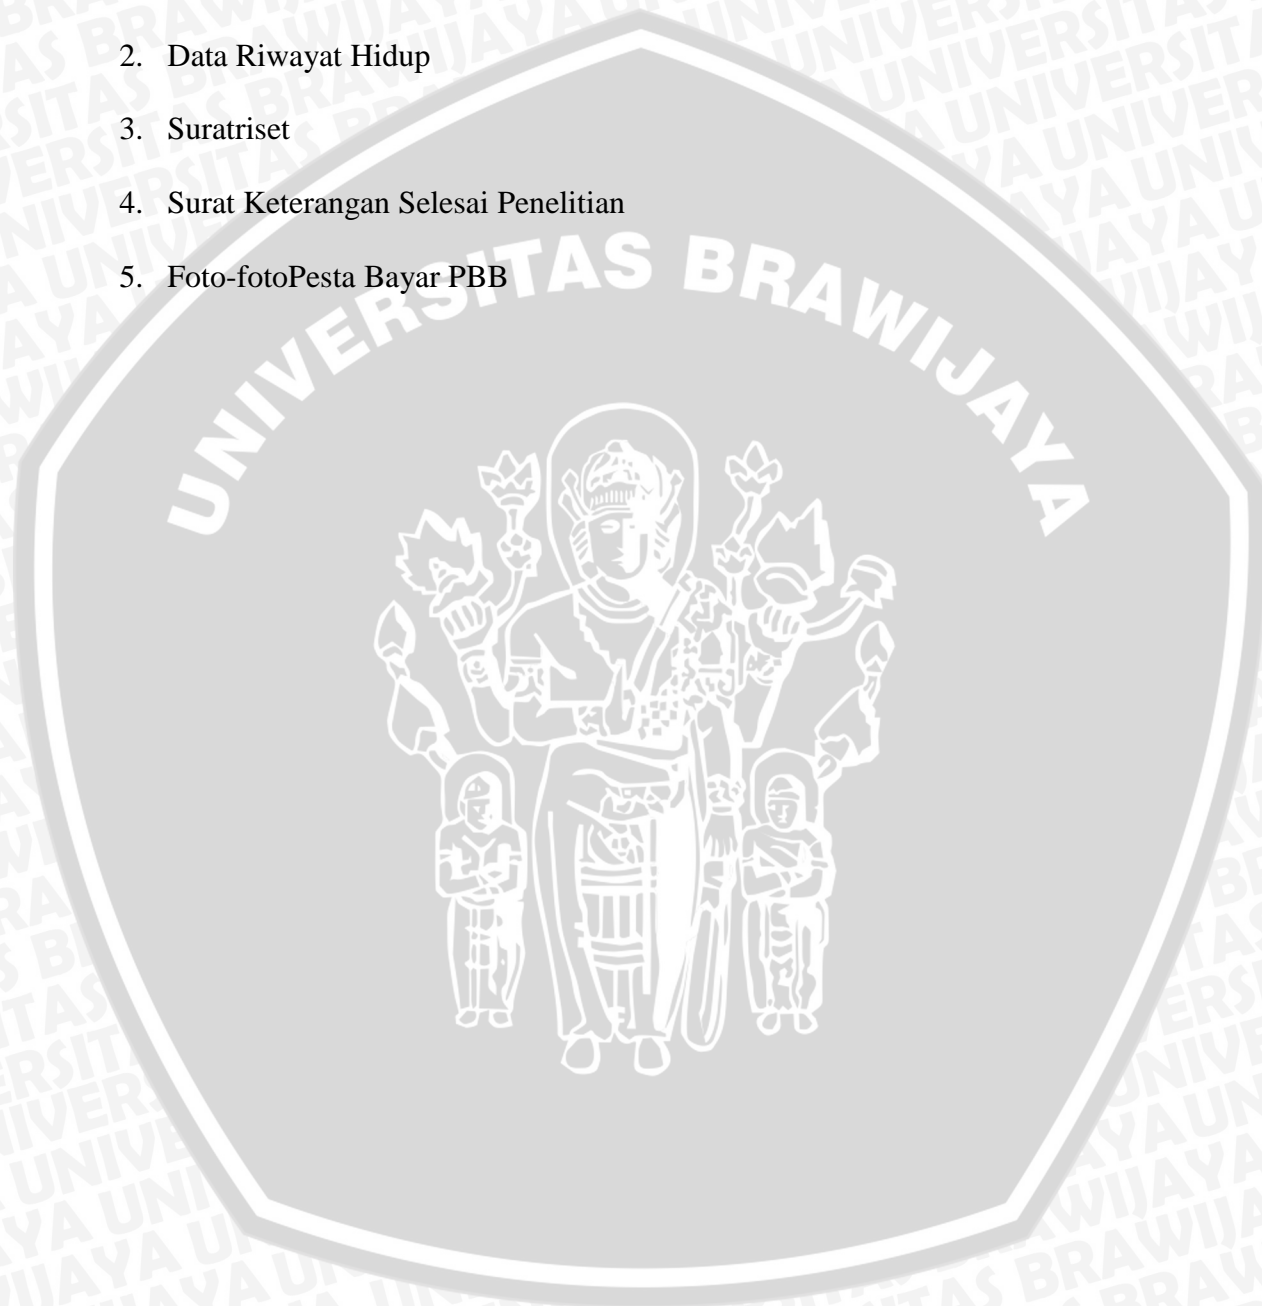 2. Data Riwayat Hidup
3. Suratriset
4. Surat Keterangan Selesai Penelitian
5. Foto-fotoPesta Bayar PBB
UNIVERSITAS BRAWIJAYA